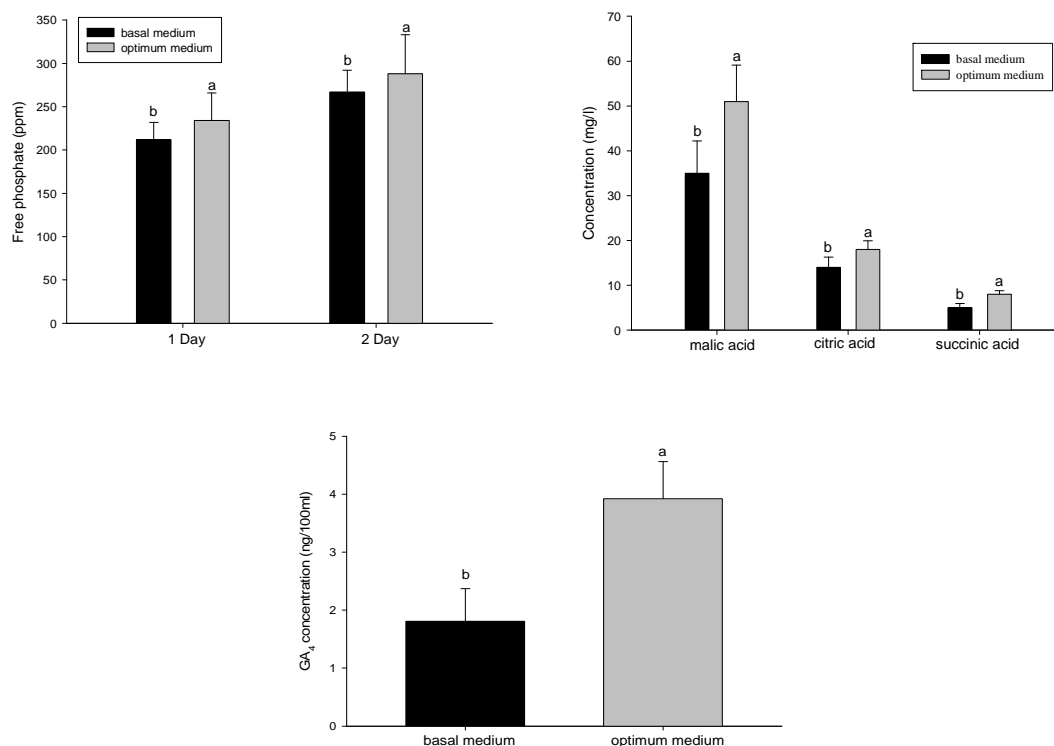 350
300
250
200
150
100
50
0
Free phosphate (ppm)
basal medium
optimum medium
b
a
b
a
1 Day
2 Day
70
60
50
40
30
20
10
0
Concentration (mg/l)
basal medium
optimum medium
b
a
b
a
b
a
malic acid
citric acid
succinic acid
5
4
3
2
1
0
GA₄ concentration (ng/100ml)
b
a
basal medium
optimum medium